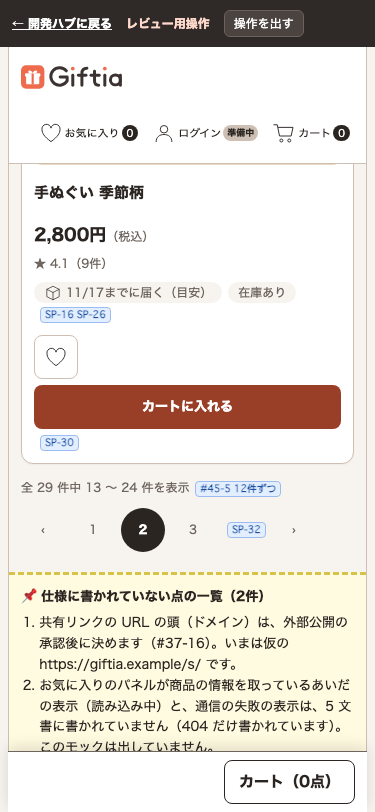 ← 開発ハブに戻る レビュー用操作 操作を出す
Giftia
お気に入り 0 ログイン 準備中 カート 0
手ぬぐい 季節柄
2,800円（税込）
★ 4.1（9件）
11/17までに届く（目安） 在庫あり
SP-16 SP-26
カートに入れる
SP-30
全 29 件中 13 〜 24 件を表示 #45-5 12件ずつ
‹ 1 2 3 SP-32 ›
📌 仕様に書かれていない点の一覧（2件）
1. 共有リンクの URL の頭（ドメイン）は、外部公開の
承認後に決めます（#37-16）。いまは仮の
https://giftia.example/s/ です。
2. お気に入りのパネルが商品の情報を取っているあいだ
の表示（読み込み中）と、通信の失敗の表示は、5 文
書に書かれていません（404 だけ書かれています）。
このモックは出していません。
カート（0点）